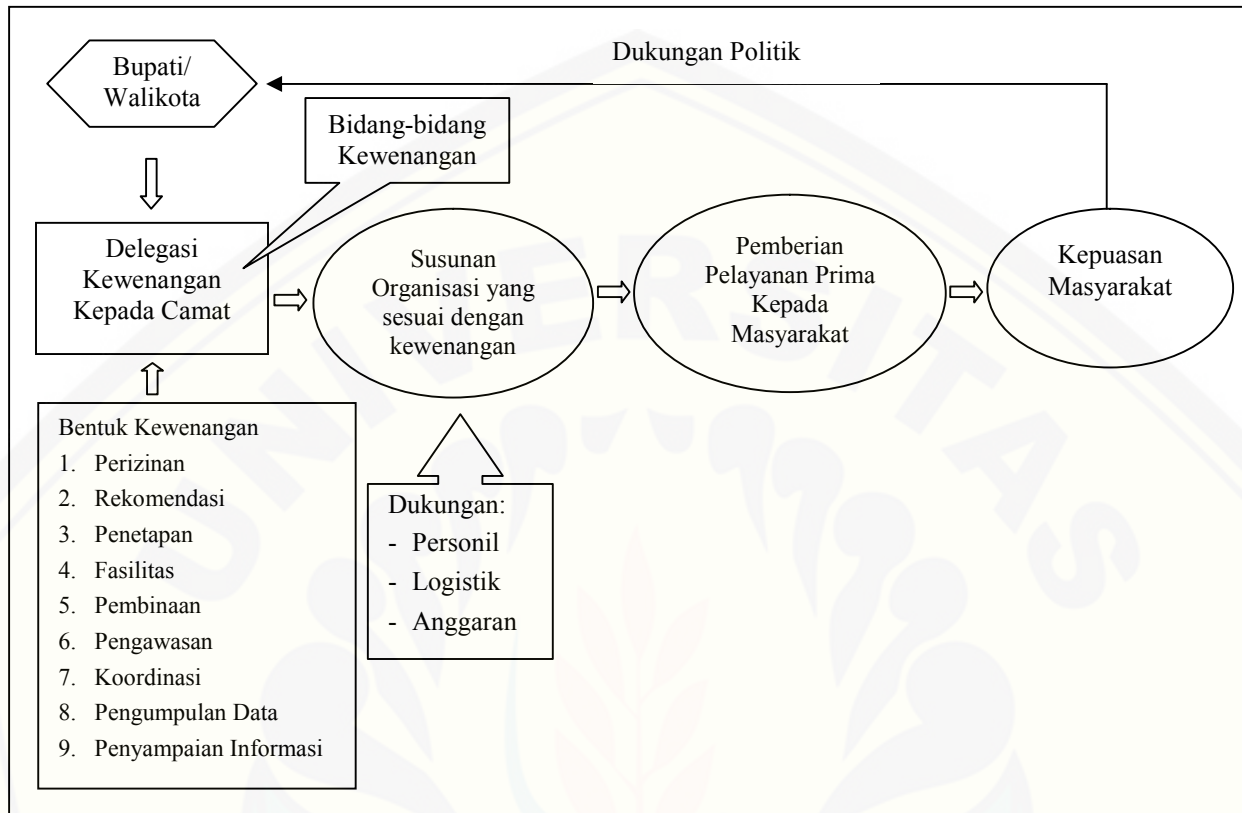 Dukungan Politik
Bupati/
Walikota
Bidang-bidang
Kewenangan
Delegasi
Kewenangan
Kepada Camat
Susunan
Organisasi yang
sesuai dengan
kewenangan
Pemberian
Pelayanan Prima
Kepada
Masyarakat
Kepuasan
Masyarakat
Bentuk Kewenangan
1. Perizinan
2. Rekomendasi
3. Penetapan
4. Fasilitas
5. Pembinaan
6. Pengawasan
7. Koordinasi
8. Pengumpulan Data
9. Penyampaian Informasi
Dukungan:
- Personil
- Logistik
- Anggaran
UNIVERSITAS